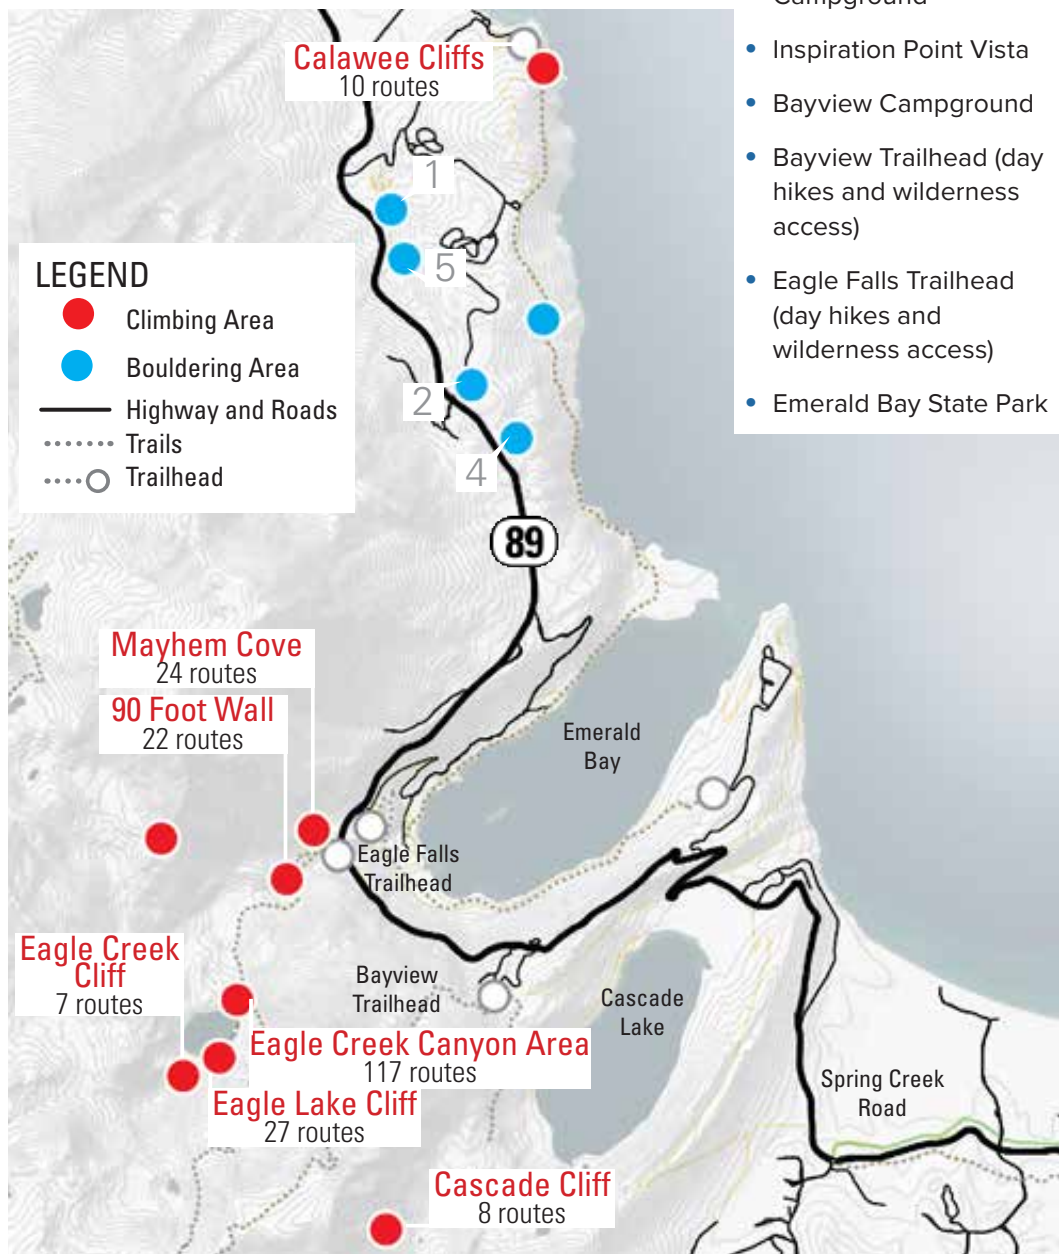 Campground
• Inspiration Point Vista
• Bayview Campground
• Bayview Trailhead (day
hikes and wilderness
access)
• Eagle Falls Trailhead
(day hikes and
wilderness access)
• Emerald Bay State Park
Calawee Cliffs
10 routes
1
5
2
4
LEGEND
Climbing Area
Bouldering Area
Highway and Roads
Trails
Trailhead
89
Mayhem Cove
24 routes
90 Foot Wall
22 routes
Emerald
Bay
Eagle Falls
Trailhead
Eagle Creek
Cliff
7 routes
Bayview
Trailhead
Cascade
Lake
Eagle Creek Canyon Area
117 routes
Eagle Lake Cliff
27 routes
Spring Creek
Road
Cascade Cliff
8 routes